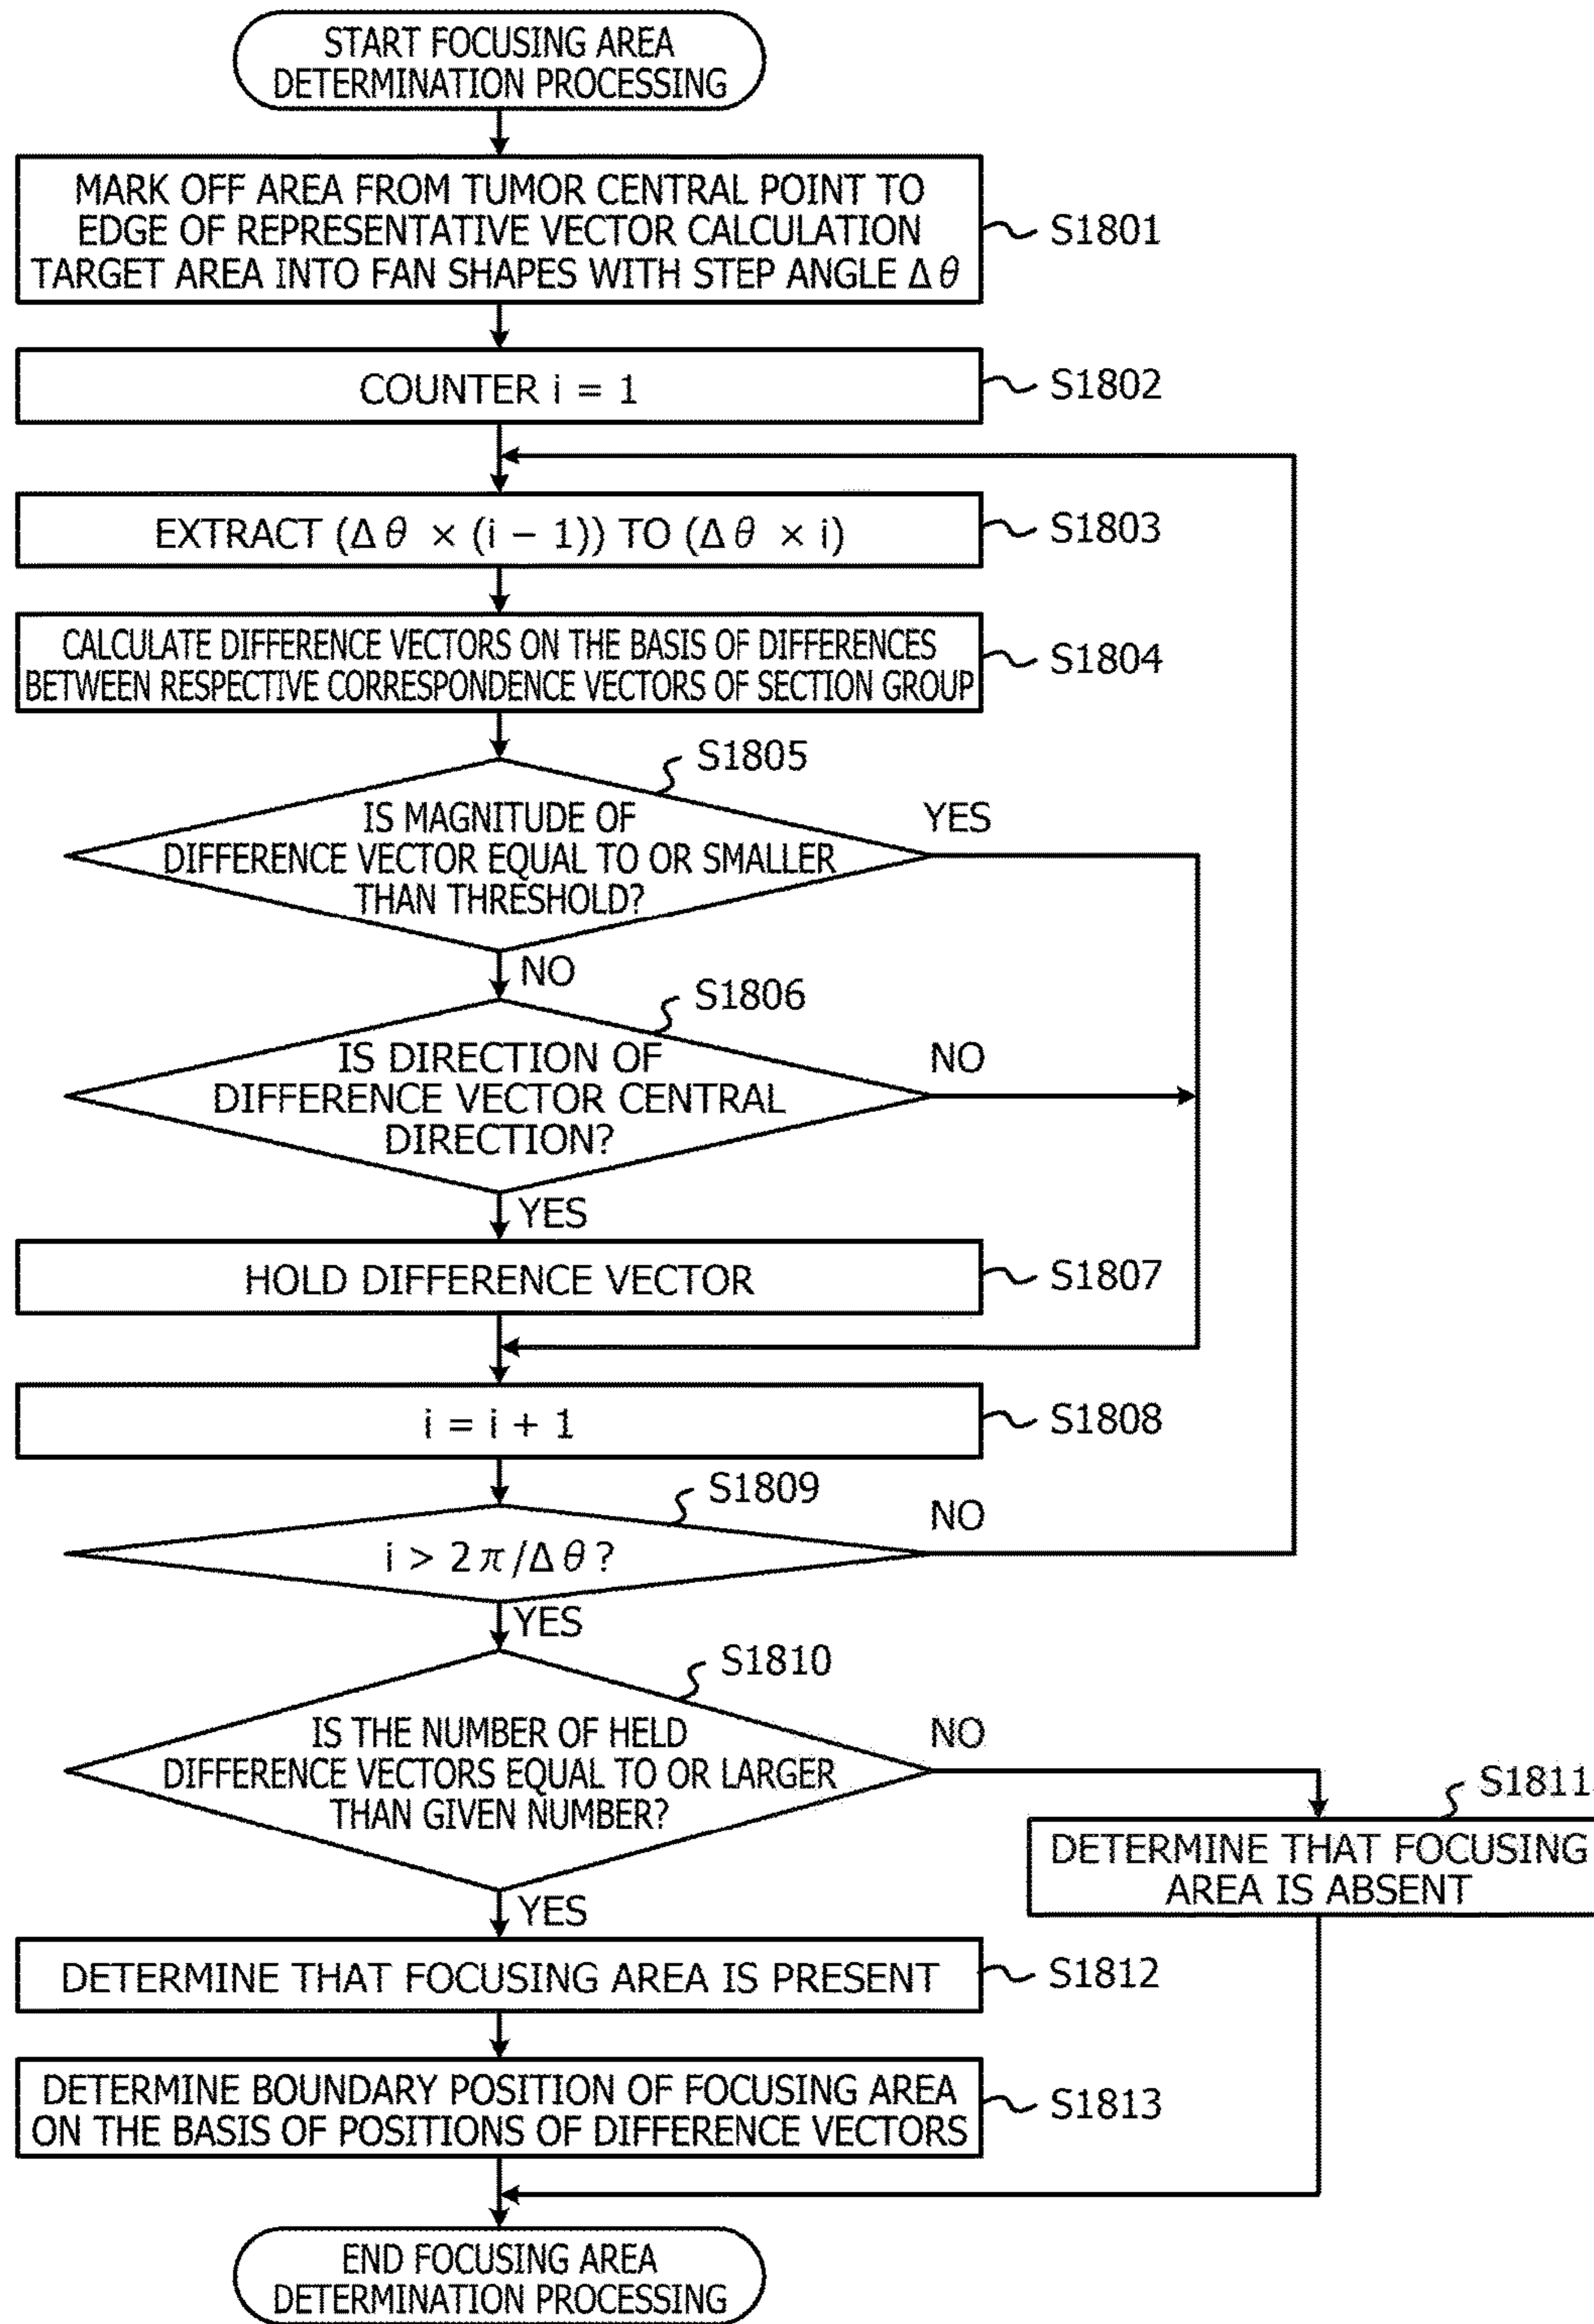 START FOCUSING AREA
DETERMINATION PROCESSING
MARK OFF AREA FROM TUMOR CENTRAL POINT TO
EDGE OF REPRESENTATIVE VECTOR CALCULATION
TARGET AREA INTO FAN SHAPES WITH STEP ANGLE Δθ
S1801
COUNTER i = 1
S1802
EXTRACT (Δθ × (i − 1)) TO (Δθ × i)
S1803
CALCULATE DIFFERENCE VECTORS ON THE BASIS OF DIFFERENCES
BETWEEN RESPECTIVE CORRESPONDENCE VECTORS OF SECTION GROUP
S1804
S1805
IS MAGNITUDE OF
DIFFERENCE VECTOR EQUAL TO OR SMALLER
THAN THRESHOLD?
YES
NO
S1806
IS DIRECTION OF
DIFFERENCE VECTOR CENTRAL
DIRECTION?
NO
YES
HOLD DIFFERENCE VECTOR
S1807
i = i + 1
S1808
S1809
i > 2π/Δθ?
NO
YES
S1810
IS THE NUMBER OF HELD
DIFFERENCE VECTORS EQUAL TO OR LARGER
THAN GIVEN NUMBER?
NO
YES
S1811
DETERMINE THAT FOCUSING
AREA IS ABSENT
DETERMINE THAT FOCUSING AREA IS PRESENT
S1812
DETERMINE BOUNDARY POSITION OF FOCUSING AREA
ON THE BASIS OF POSITIONS OF DIFFERENCE VECTORS
S1813
END FOCUSING AREA
DETERMINATION PROCESSING